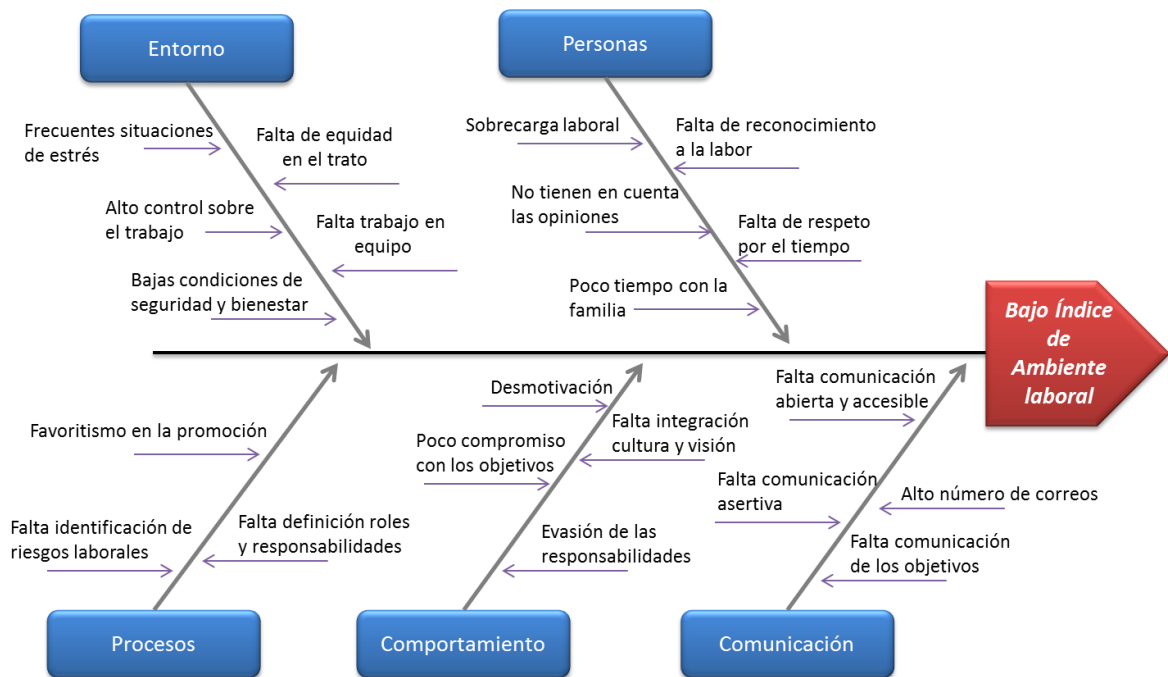 Entorno
Personas
Frecuentes situaciones
de estrés
Falta de equidad
en el trato
Alto control sobre
el trabajo
Falta trabajo en
equipo
Bajas condiciones de
seguridad y bienestar
Sobrecarga laboral
Falta de reconocimiento
a la labor
No tienen en cuenta
las opiniones
Falta de respeto
por el tiempo
Poco tiempo con la
familia
Bajo Índice
de
Ambiente
laboral
Favoritismo en la promoción
Falta identificación de
riesgos laborales
Falta definición roles
y responsabilidades
Desmotivación
Falta integración
cultura y visión
Poco compromiso
con los objetivos
Evasión de las
responsabilidades
Falta comunicación
abierta y accesible
Falta comunicación
asertiva
Alto número de correos
Falta comunicación
de los objetivos
Procesos
Comportamiento
Comunicación